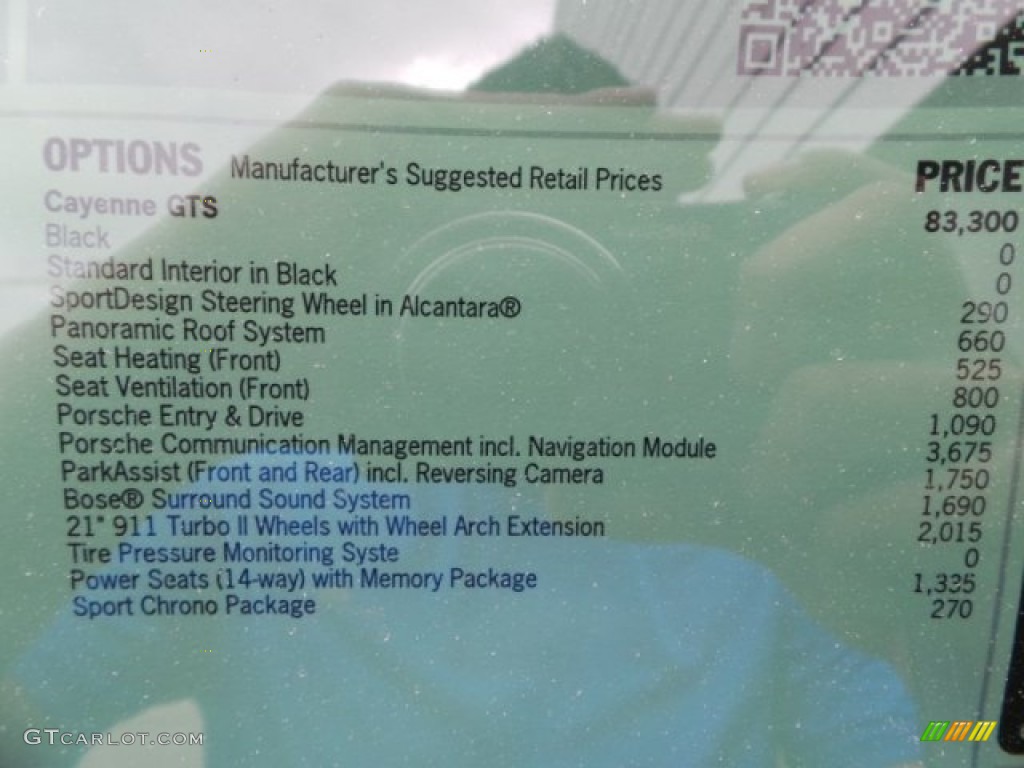 OPTIONS Manufacturer's Suggested Retail Prices PRICE
Cayenne GTS 83,300
Black 0
Standard Interior in Black 0
SportDesign Steering Wheel in Alcantara® 290
Panoramic Roof System 660
Seat Heating (Front) 525
Seat Ventilation (Front) 800
Porsche Entry & Drive 1,090
Porsche Communication Management incl. Navigation Module 3,675
ParkAssist (Front and Rear) incl. Reversing Camera 1,750
Bose® Surround Sound System 1,690
21" 911 Turbo II Wheels with Wheel Arch Extension 2,015
Tire Pressure Monitoring Syste 0
Power Seats (14-way) with Memory Package 1,335
Sport Chrono Package 270
GTCARLOT.COM